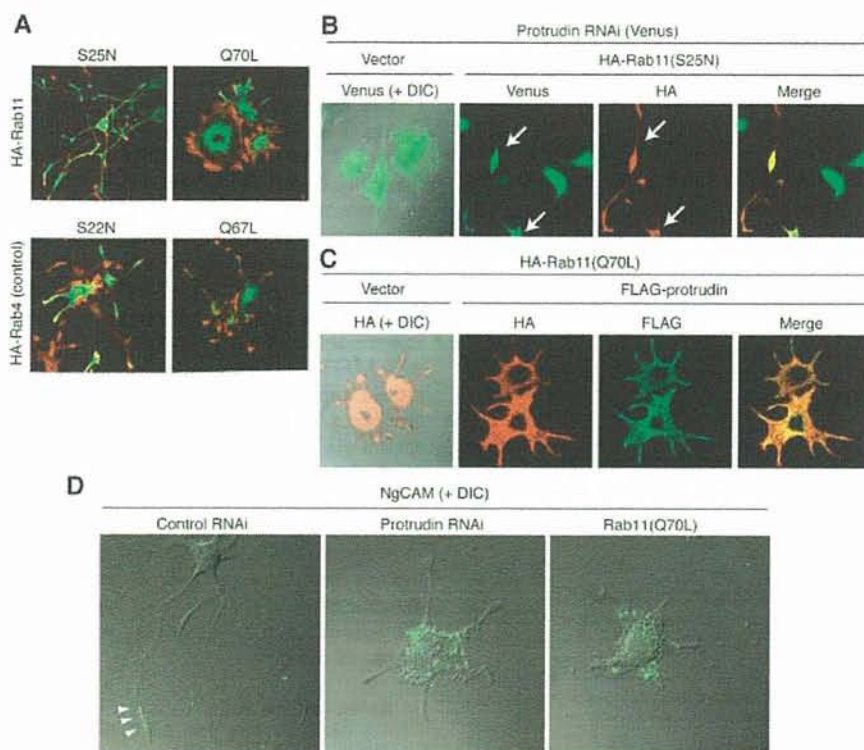 A
S25N Q70L
HA-Rab11
S22N Q67L
HA-Rab4 (control)
B
Protrudin RNAi (Venus)
Vector HA-Rab11(S25N)
Venus (+ DIC) Venus HA Merge
C
HA-Rab11(Q70L)
Vector FLAG-protrudin
HA (+ DIC) HA FLAG Merge
D
NgCAM (+ DIC)
Control RNAi Protrudin RNAi Rab11(Q70L)